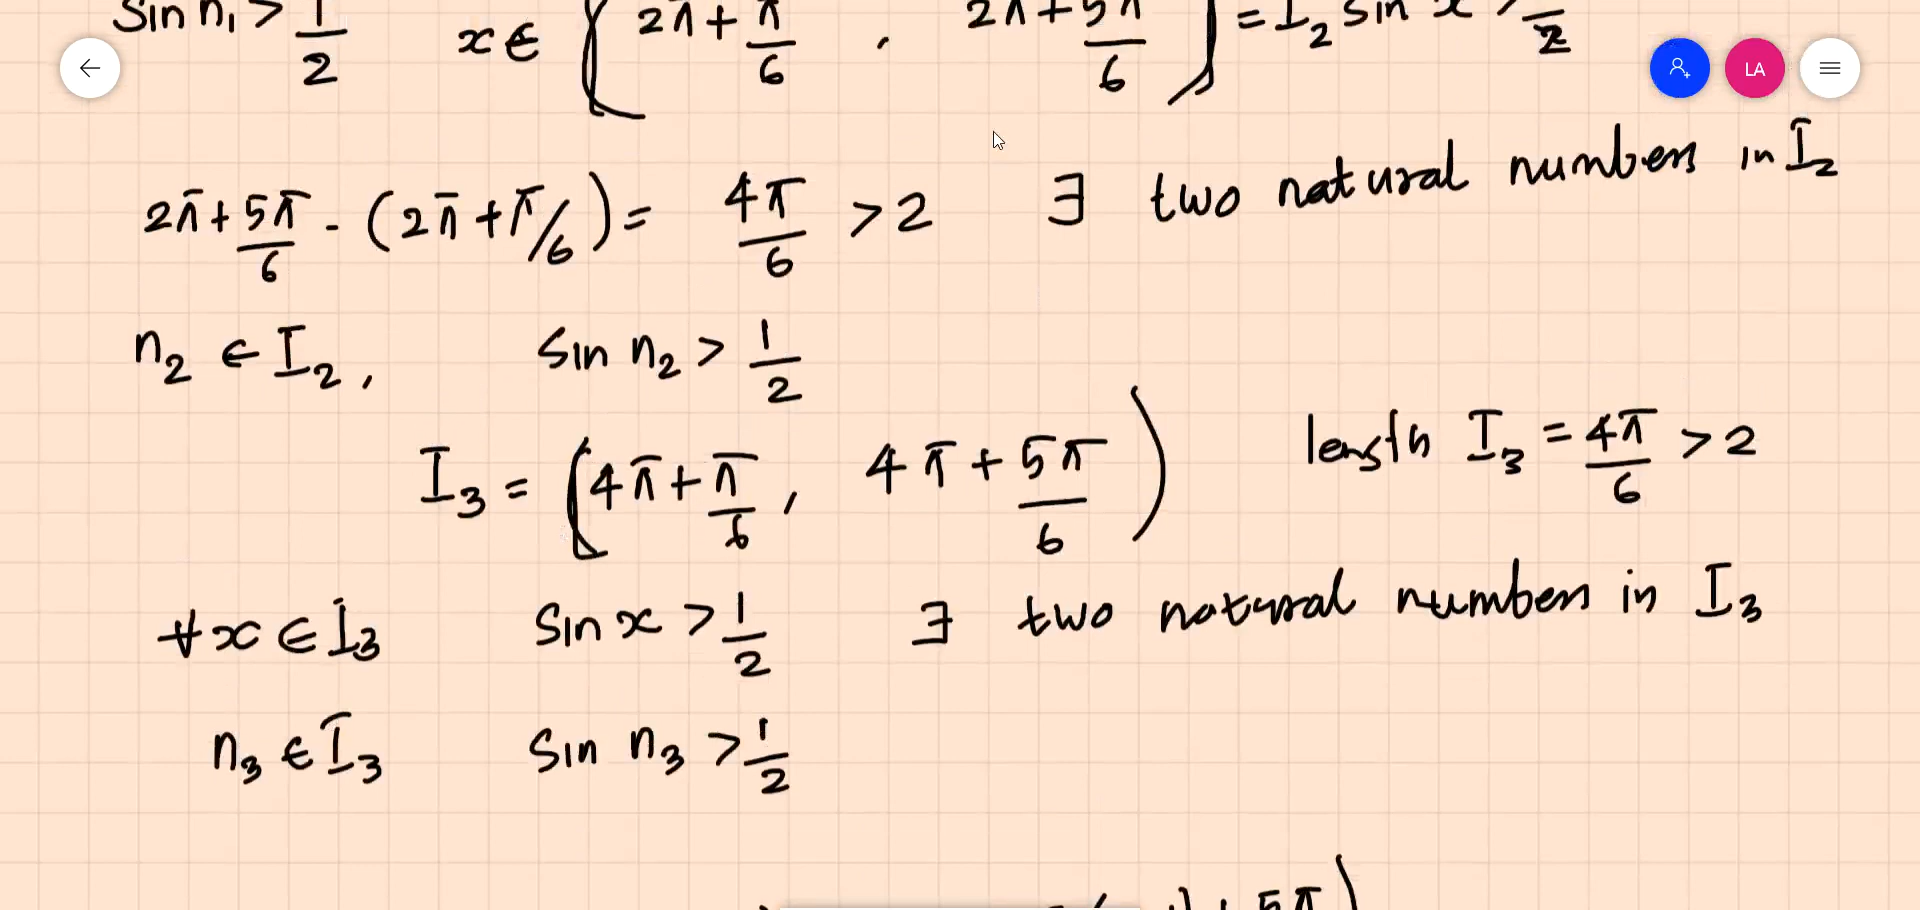 Sin n₁ > 1/2   x ∈ (2π + π/6 , 2π + 5π/6) = I₂ Sin x > 1/2
LA
2π + 5π/6 - (2π + π/6) = 4π/6 > 2   ∃ two natural numbers in I₂
n₂ ∈ I₂ ,   Sin n₂ > 1/2
I₃ = (4π + π/6 , 4π + 5π/6)   length I₃ = 4π/6 > 2
∀ x ∈ I₃   Sin x > 1/2   ∃ two natural numbers in I₃
n₃ ∈ I₃   Sin n₃ > 1/2